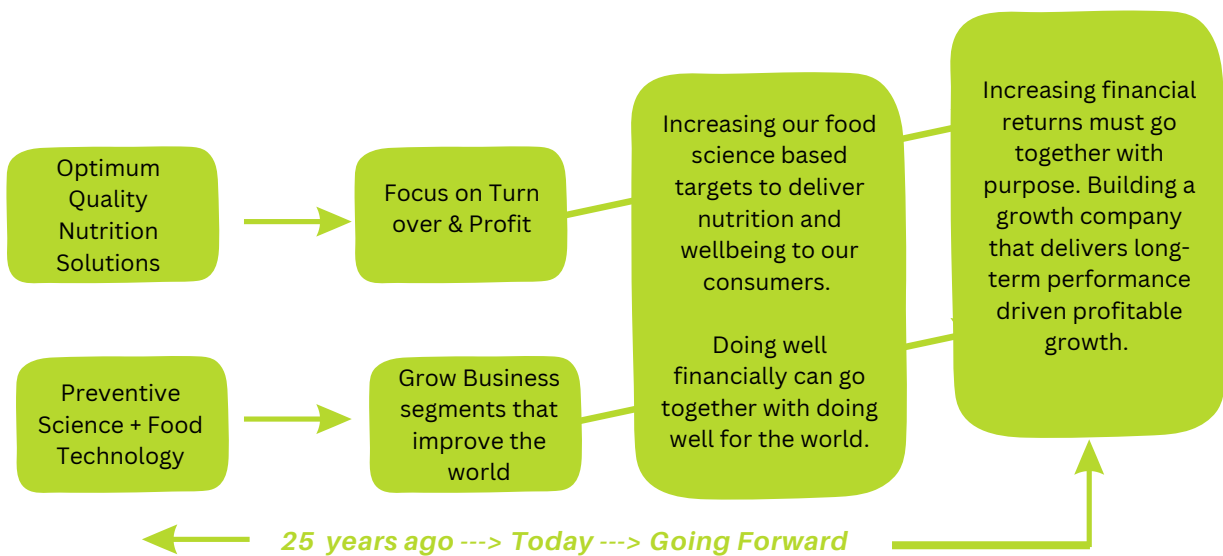 Optimum
Quality
Nutrition
Solutions
Focus on Turn
over & Profit
Preventive
Science + Food
Technology
Grow Business
segments that
improve the
world
Increasing our food
science based
targets to deliver
nutrition and
wellbeing to our
consumers.
Doing well
financially can go
together with doing
well for the world.
Increasing financial
returns must go
together with
purpose. Building a
growth company
that delivers long-
term performance
driven profitable
growth.
25 years ago ---> Today ---> Going Forward